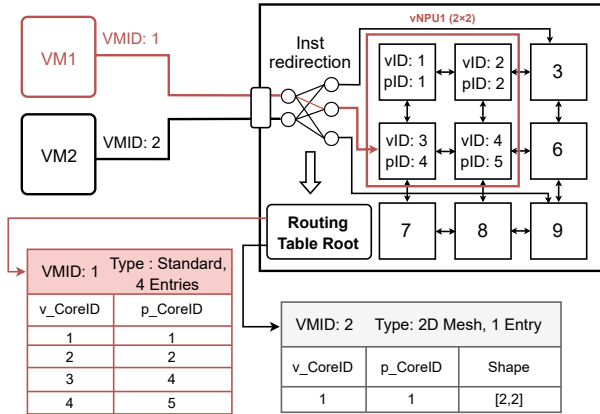 vNPU1 (2×2)
VM1
VMID: 1
Inst
redirection
vID: 1
pID: 1
vID: 2
pID: 2
3
VM2
VMID: 2
vID: 3
pID: 4
vID: 4
pID: 5
6
Routing
Table Root
7
8
9
VMID: 1
Type : Standard,
4 Entries
v_CoreID p_CoreID
1 1
2 2
3 4
4 5
VMID: 2 Type: 2D Mesh, 1 Entry
v_CoreID p_CoreID Shape
1 1 [2,2]